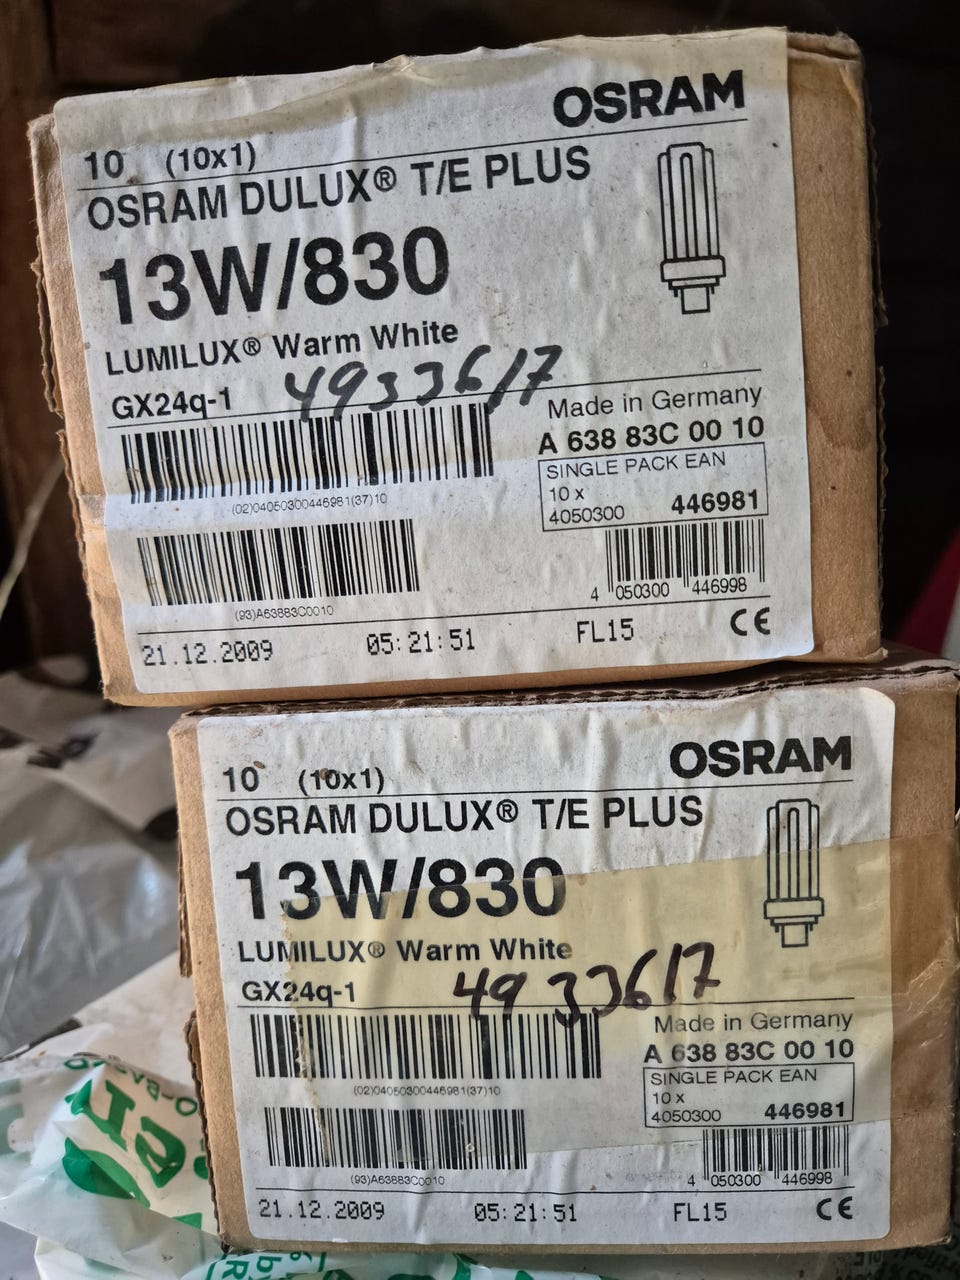 OSRAM
10 (10x1)
OSRAM DULUX® T/E PLUS
13W/830
LUMILUX® Warm White
4933617
GX24q-1
Made in Germany
A 638 83C 00 10
SINGLE PACK EAN
10 x
4050300 446981
(02)04050300446981(37)10
4 050300 446998
(93)A63883C0010
21.12.2009 05:21:51 FL15 CE
OSRAM
10 (10x1)
OSRAM DULUX® T/E PLUS
13W/830
LUMILUX® Warm White
4933617
GX24q-1
Made in Germany
A 638 83C 00 10
SINGLE PACK EAN
10 x
4050300 446981
(02)04050300446981(37)10
4 050300 446998
(93)A63883C0010
21.12.2009 05:21:51 FL15 CE